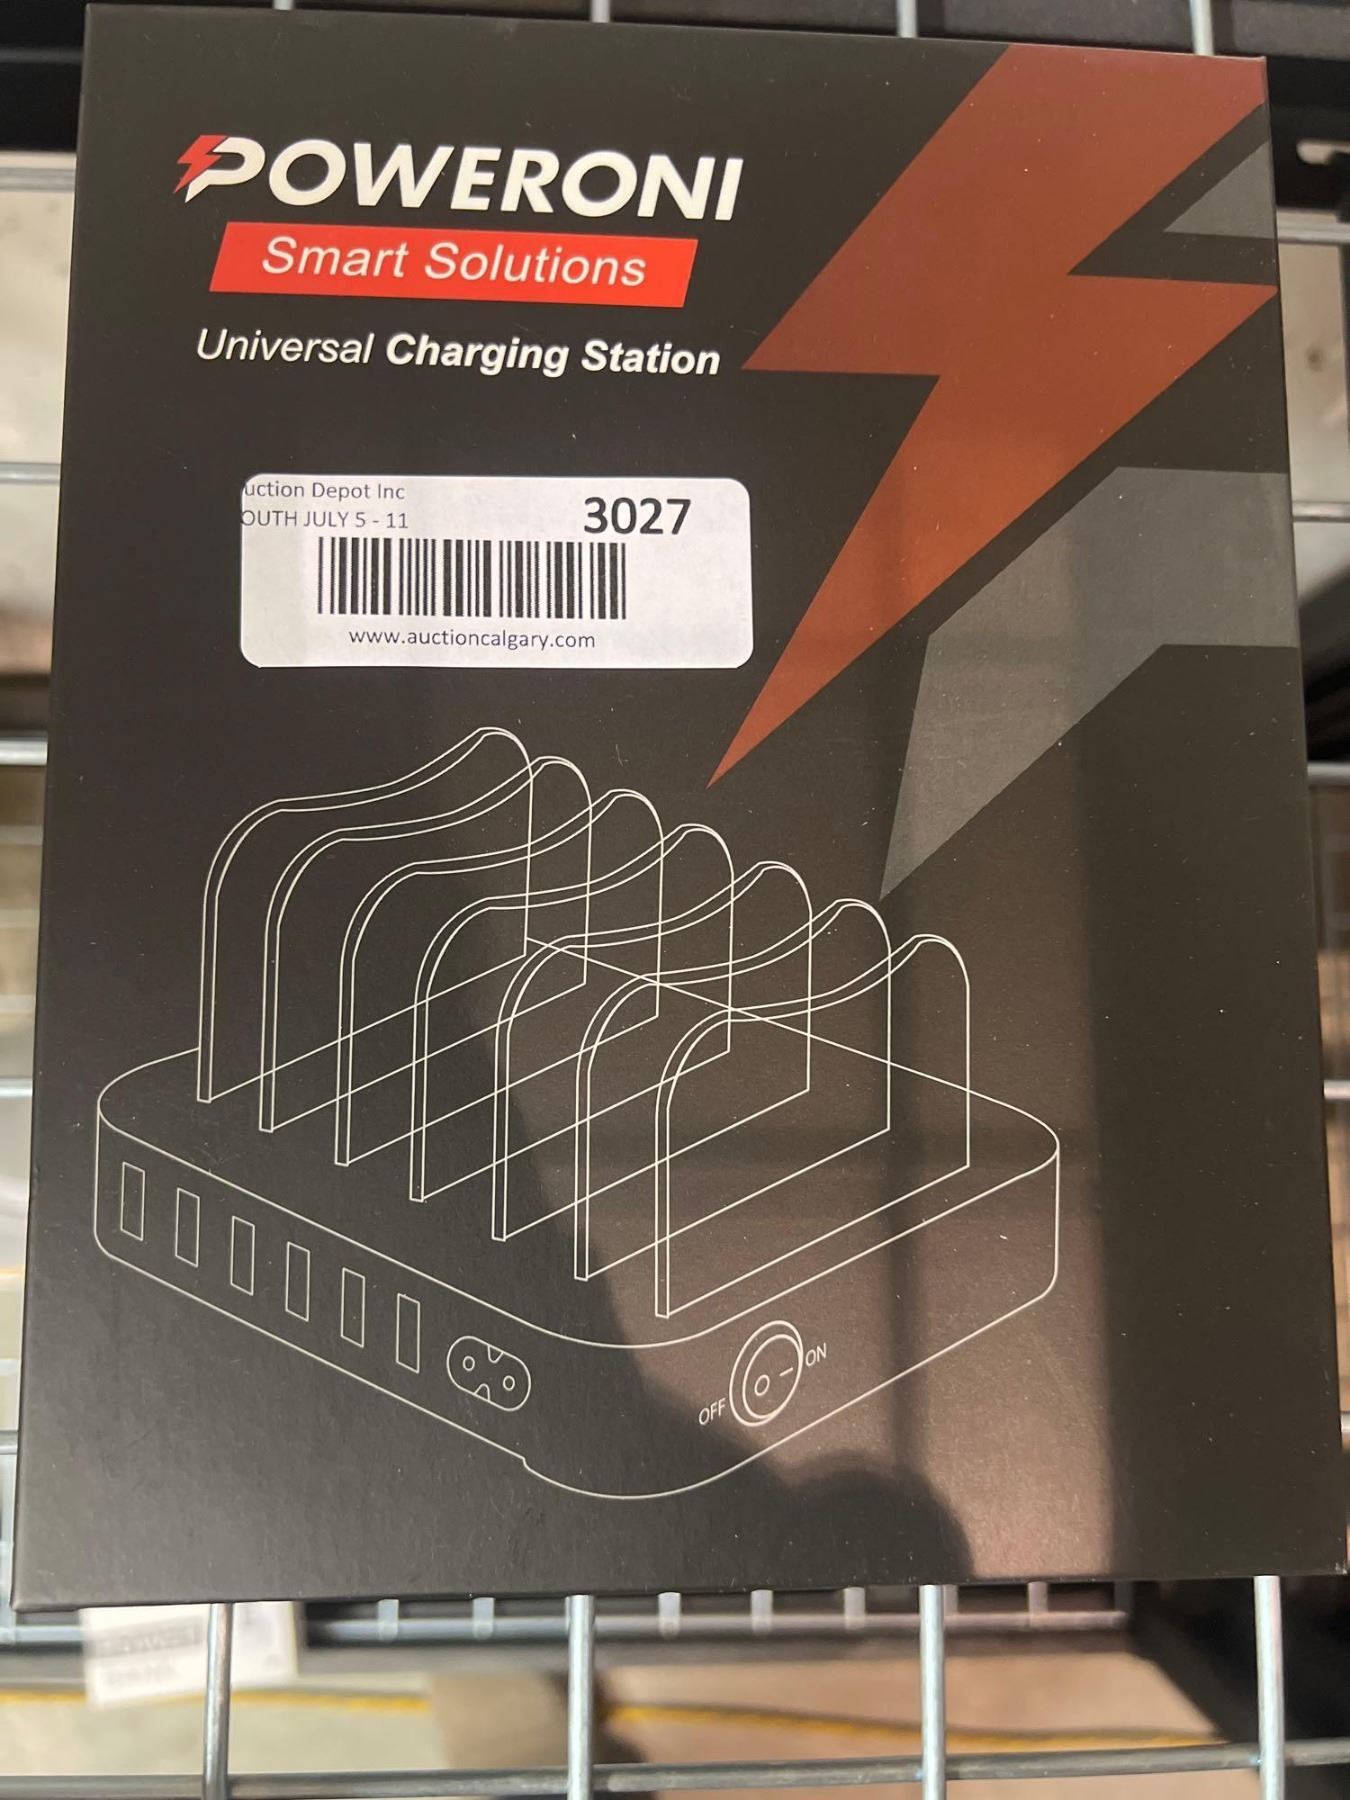 POWERONI
Smart Solutions
Universal Charging Station
uction Depot Inc
OUTH JULY 5 - 11
3027
www.auctioncalgary.com
ON
OFF